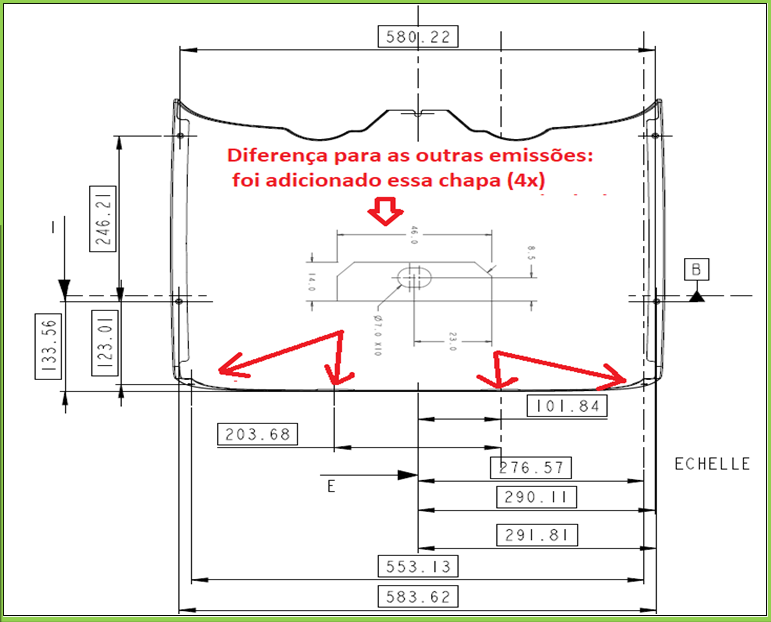 580.22
Diferença para as outras emissões:
foi adicionado essa chapa (4x)
246.21
I
46.0
8.5
B
14.0
133.56
123.01
Ø7.0 X10
23.0
101.84
203.68
276.57
ECHELLE
E
290.11
291.81
553.13
583.62